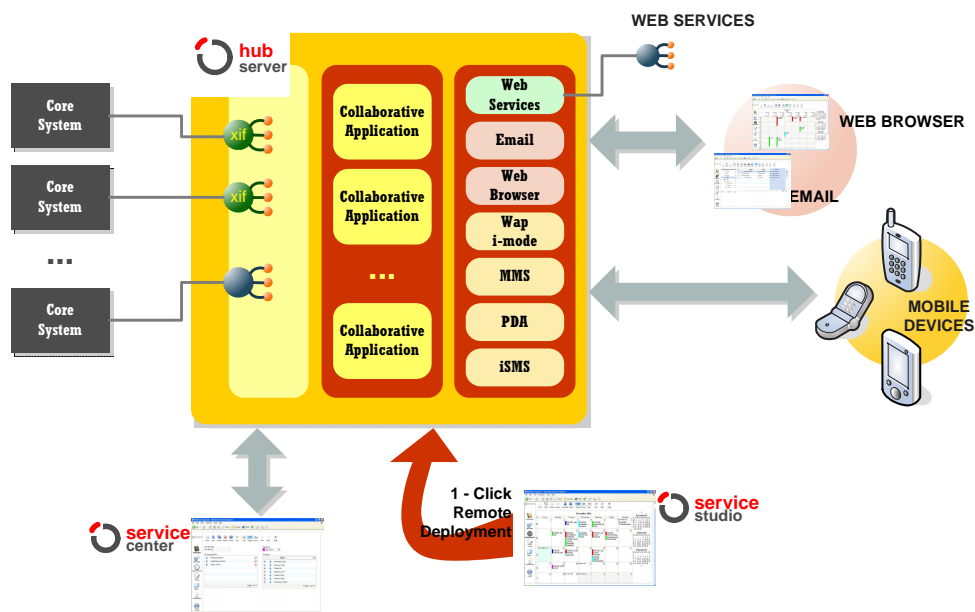 WEB SERVICES
hub
server
Core
System
Core
System
...
Core
System
xif
xif
Collaborative
Application
Collaborative
Application
...
Collaborative
Application
Web
Services
Email
Web
Browser
Wap
i-mode
MMS
PDA
iSMS
WEB BROWSER
EMAIL
MOBILE
DEVICES
1 - Click
Remote
Deployment
service
center
service
studio